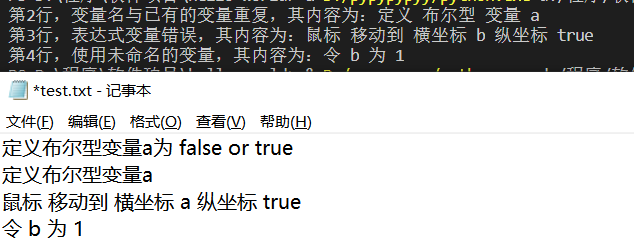 第2行，变量名与已有的变量重复，其内容为：定义 布尔型 变量 a
第3行，表达式变量错误，其内容为：鼠标 移动到 横坐标 b 纵坐标 true
第4行，使用未命名的变量，其内容为：令 b 为 1
*test.txt - 记事本
文件(F) 编辑(E) 格式(O) 查看(V) 帮助(H)
定义布尔型变量a为 false or true
定义布尔型变量a
鼠标 移动到 横坐标 a 纵坐标 true
令 b 为 1